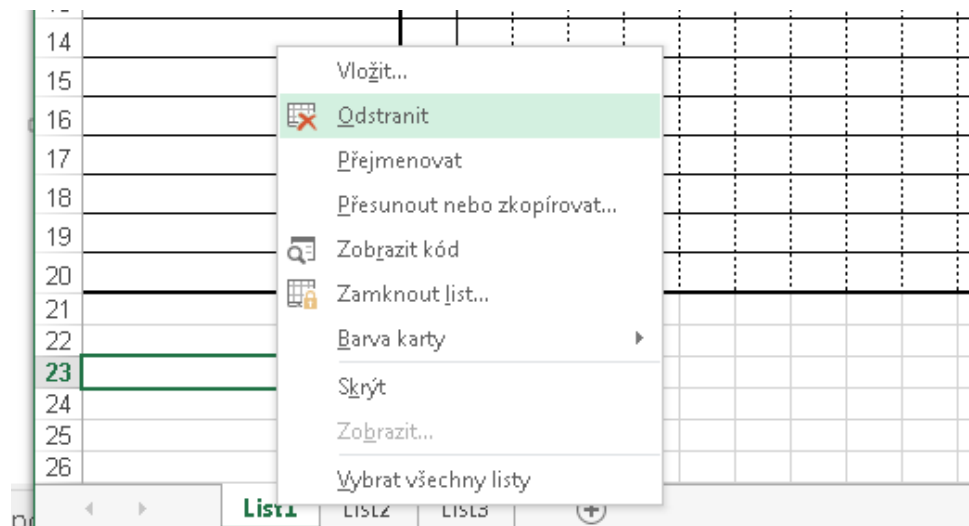 14
15
16
17
18
19
20
21
22
23
24
25
26
Vložit...
Odstranit
Přejmenovat
Přesunout nebo zkopírovat...
Zobrazit kód
Zamknout list...
Barva karty
Skrýt
Zobrazit...
Vybrat všechny listy
List1 List2 List3